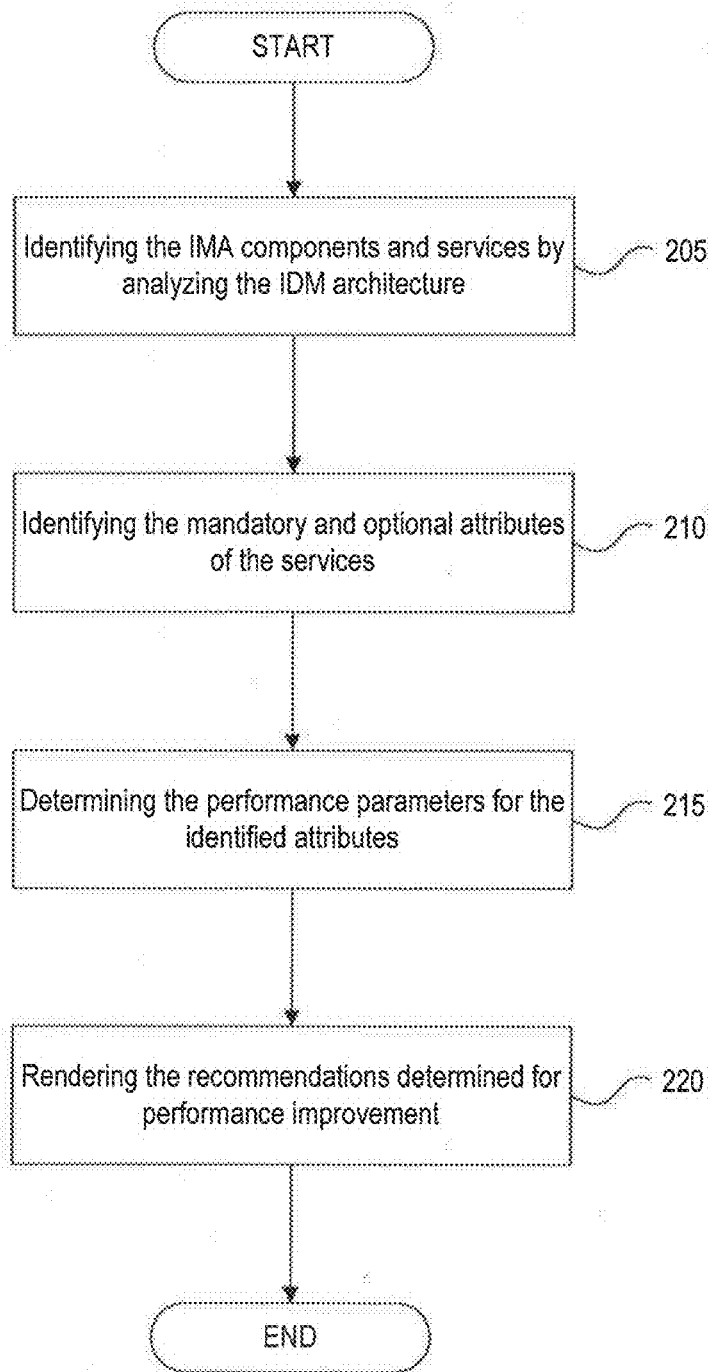 START
Identifying the IMA components and services by
analyzing the IDM architecture
205
Identifying the mandatory and optional attributes
of the services
210
Determining the performance parameters for the
identified attributes
215
Rendering the recommendations determined for
performance improvement
220
END